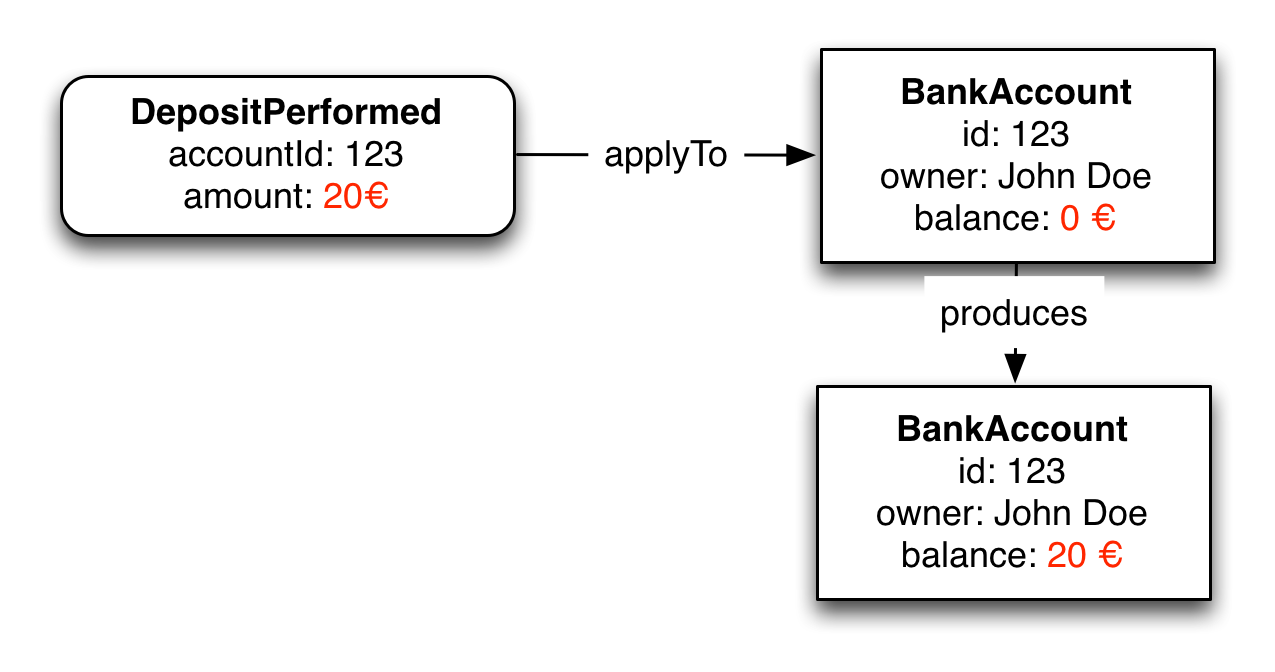 DepositPerformed
accountId: 123
amount: 20€
applyTo
BankAccount
id: 123
owner: John Doe
balance: 0 €
produces
BankAccount
id: 123
owner: John Doe
balance: 20 €